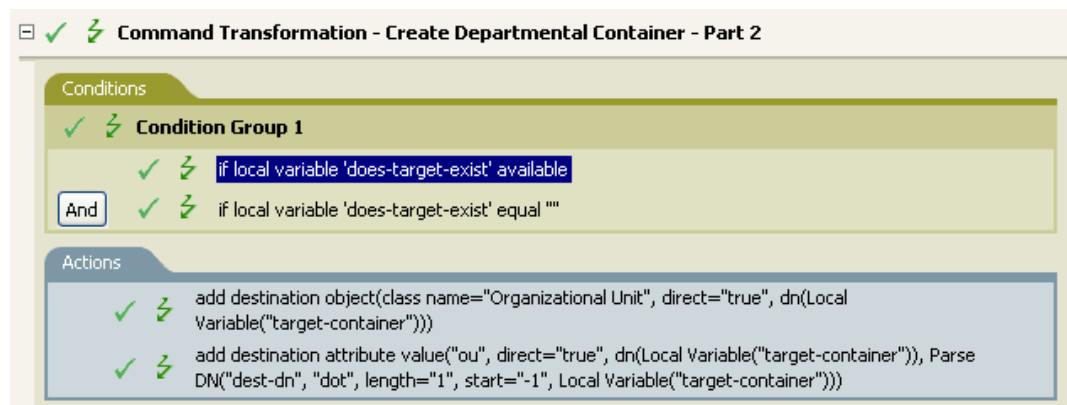 Command Transformation - Create Departmental Container - Part 2
Conditions
Condition Group 1
if local variable 'does-target-exist' available
And if local variable 'does-target-exist' equal ""
Actions
add destination object(class name="Organizational Unit", direct="true", dn(Local
Variable("target-container")))
add destination attribute value("ou", direct="true", dn(Local Variable("target-container")), Parse
DN("dest-dn", "dot", length="1", start="-1", Local Variable("target-container")))